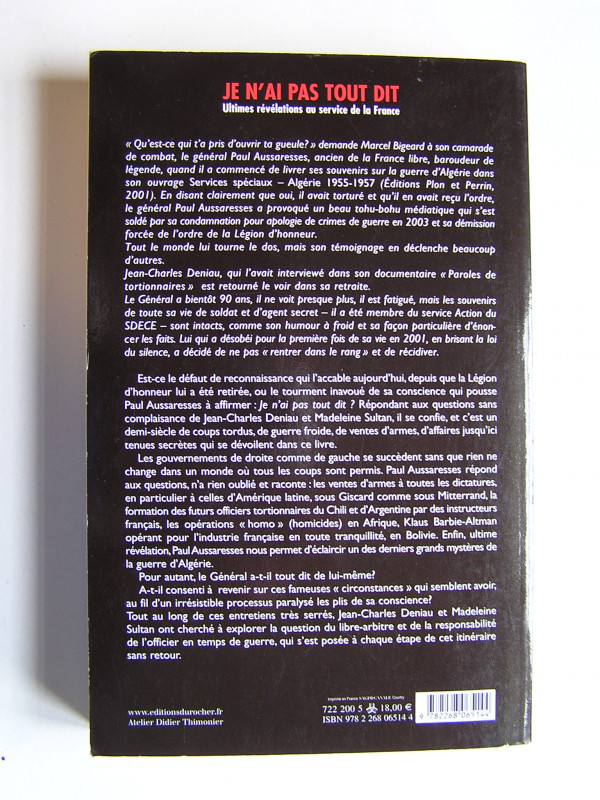 JE N'AI PAS TOUT DIT
Ultimes révélations au service de la France
« Qu'est-ce qui t'a pris d'ouvrir ta gueule? » demande Marcel Bigeard à son camarade
de combat, le général Paul Aussaresses, ancien de la France libre, baroudeur de
légende, quand il a commencé de livrer ses souvenirs sur la guerre d'Algérie dans
son ouvrage Services spéciaux – Algérie 1955-1957 (Éditions Plon et Perrin,
2001). En disant clairement que oui, il avait torturé et qu'il en avait reçu l'ordre,
le général Paul Aussaresses a provoqué un beau tohu-bohu médiatique qui s'est
soldé par sa condamnation pour apologie de crimes de guerre en 2003 et sa démission
forcée de l'ordre de la Légion d'honneur.
Tout le monde lui tourne le dos, mais son témoignage en déclenche beaucoup
d'autres.
Jean-Charles Deniau, qui l'avait interviewé dans son documentaire « Paroles de
tortionnaires » est retourné le voir dans sa retraite.
Le Général a bientôt 90 ans, il ne voit presque plus, il est fatigué, mais les souvenirs
de toute sa vie de soldat et d'agent secret – il a été membre du service Action du
SDECE – sont intacts, comme son humour à froid et sa façon particulière d'énon-
cer les faits. Lui qui a désobéi pour la première fois de sa vie en 2001, en brisant la loi
du silence, a décidé de ne pas « rentrer dans le rang » et de récidiver.
Est-ce le défaut de reconnaissance qui l'accable aujourd'hui, depuis que la Légion
d'honneur lui a été retirée, ou le tourment inavoué de sa conscience qui pousse
Paul Aussaresses à affirmer : Je n'ai pas tout dit ? Répondant aux questions sans
complaisance de Jean-Charles Deniau et Madeleine Sultan, il se confie, et c'est un
demi-siècle de coups tordus, de guerre froide, de ventes d'armes, d'affaires jusqu'ici
tenues secrètes qui se dévoilent dans ce livre.
Les gouvernements de droite comme de gauche se succèdent sans que rien ne
change dans un monde où tous les coups sont permis. Paul Aussaresses répond
aux questions, n'a rien oublié et raconte : les ventes d'armes à toutes les dictatures,
en particulier à celles d'Amérique latine, sous Giscard comme sous Mitterrand, la
formation des futurs officiers tortionnaires du Chili et d'Argentine par des instructeurs
français, les opérations « homo » (homicides) en Afrique, Klaus Barbie-Altman
opérant pour l'industrie française en toute tranquillité, en Bolivie. Enfin, ultime
révélation, Paul Aussaresses nous permet d'éclaircir un des derniers grands mystères de
la guerre d'Algérie.
Pour autant, le Général a-t-il tout dit de lui-même?
A-t-il consenti à revenir sur ces fameuses « circonstances » qui semblent avoir,
au fil d'un irrésistible processus paralysé les plis de sa conscience?
Tout au long de ces entretiens très serrés, Jean-Charles Deniau et Madeleine
Sultan ont cherché à explorer la question du libre-arbitre et de la responsabilité
de l'officier en temps de guerre, qui s'est posée à chaque étape de cet itinéraire
sans retour.
www.editionsdurocher.fr
Atelier Didier Thimonier
Imprimé en France
722 200 5 18,00 €
ISBN 978 2 268 06514 4
9 782268 065144